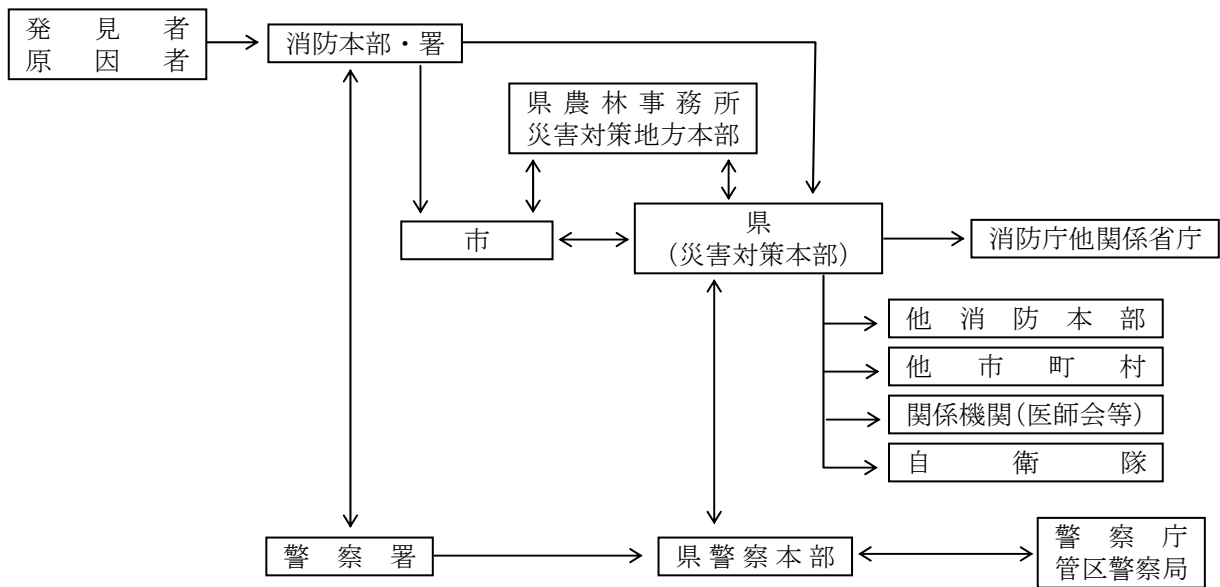 発見者
原因者
消防本部・署
県農林事務所
災害対策地方本部
市
県
（災害対策本部）
消防庁他関係省庁
他消防本部
他市町村
関係機関（医師会等）
自衛隊
警察署
県警察本部
警察庁
管区警察局